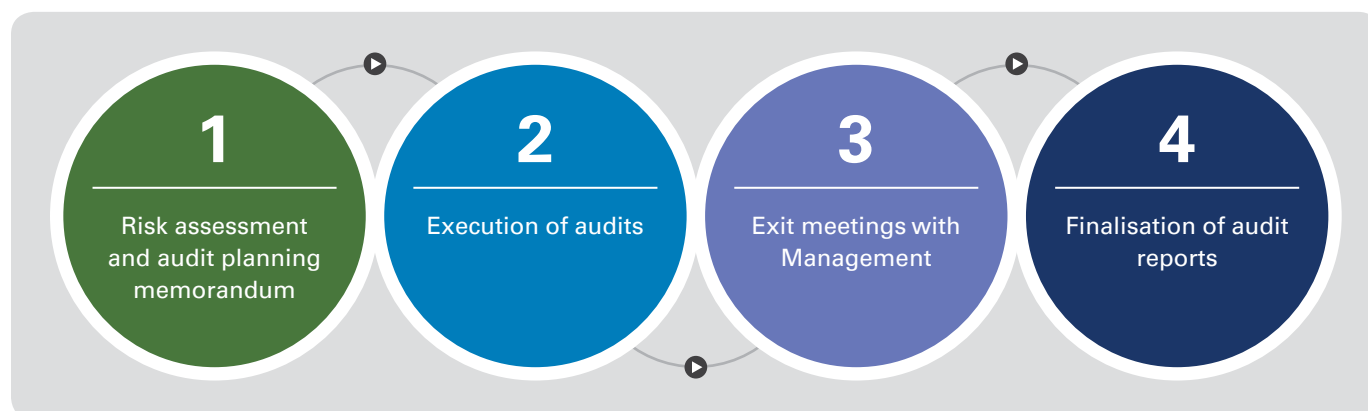 1
Risk assessment
and audit planning
memorandum
2
Execution of audits
3
Exit meetings with
Management
4
Finalisation of audit
reports